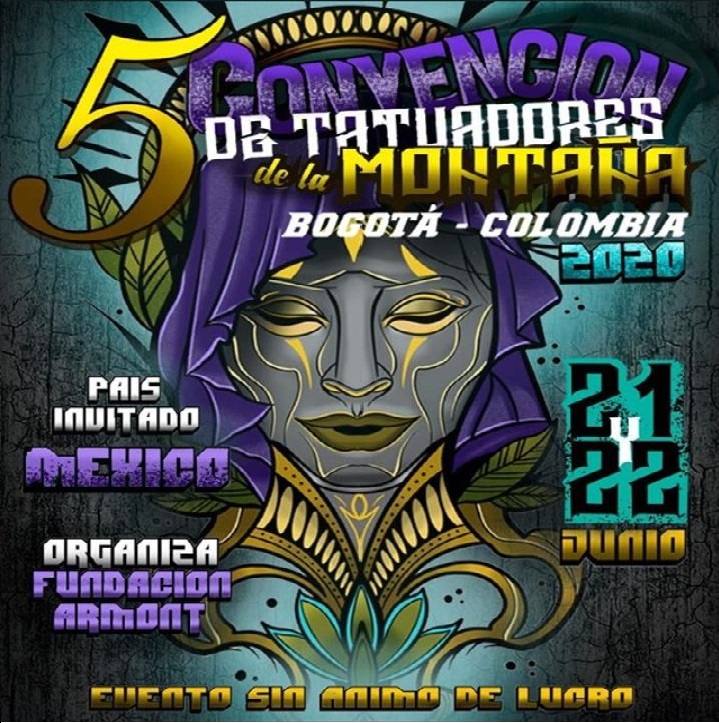 5 CONVENCION
DE TATUADORES
de la MONTAÑA
BOGOTÁ - COLOMBIA
2020
PAIS
INVITADO
MEXICO
21
Y
22
JUNIO
ORGANIZA
FUNDACION
ARMONT
EVENTO SIN ANIMO DE LUCRO